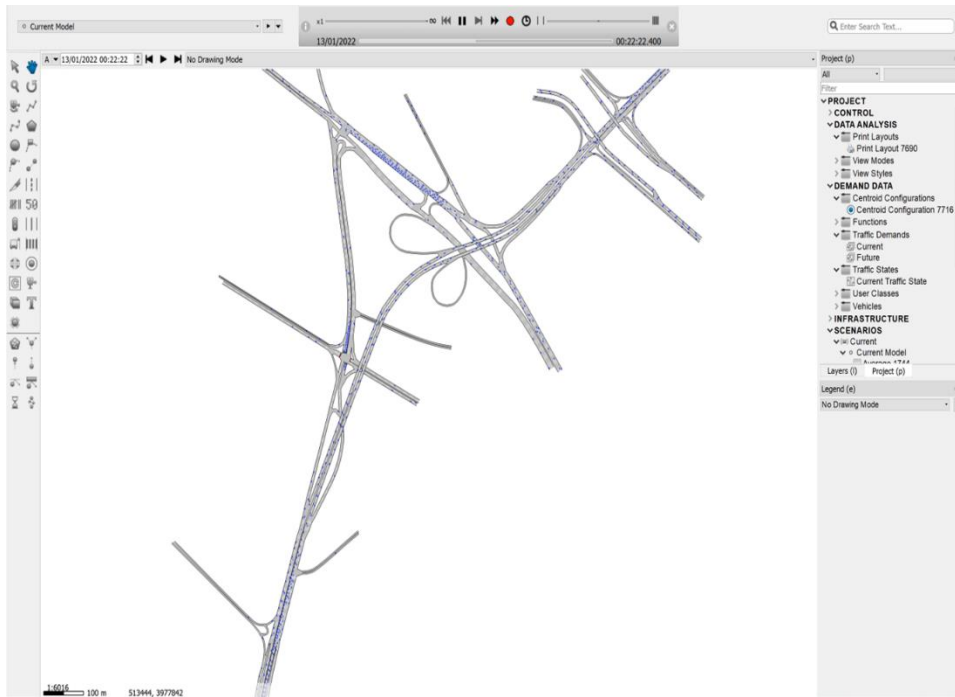 Current Model
x1
∞
13/01/2022
00:22:22.400
Enter Search Text...
A
13/01/2022 00:22:22
No Drawing Mode
50
Project (p)
All
Filter
PROJECT
CONTROL
DATA ANALYSIS
Print Layouts
Print Layout 7690
View Modes
View Styles
DEMAND DATA
Centroid Configurations
Centroid Configuration 7716
Functions
Traffic Demands
Current
Future
Traffic States
Current Traffic State
User Classes
Vehicles
INFRASTRUCTURE
SCENARIOS
Current
Current Model
Average 1744
Layers (l)
Project (p)
Legend (e)
No Drawing Mode
1:6016
100 m
513444, 3977842